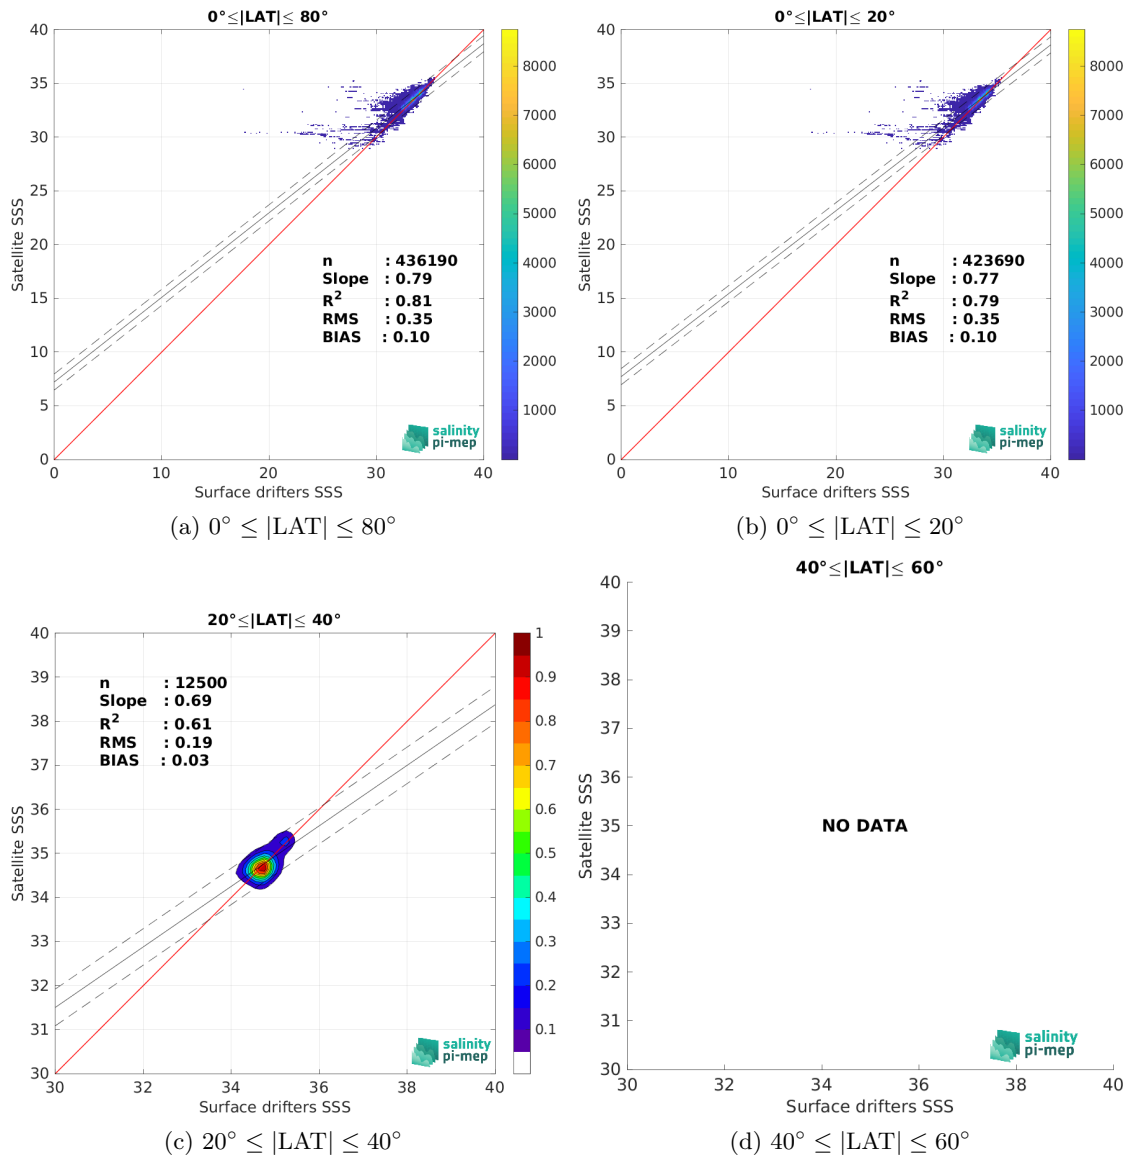 0°≤|LAT|≤ 80°
40
35
30
25
20
15
10
5
0
0
10
20
30
40
Satellite SSS
Surface drifters SSS
n : 436190
Slope : 0.79
R² : 0.81
RMS : 0.35
BIAS : 0.10
salinity
pi-mep
8000
7000
6000
5000
4000
3000
2000
1000
(a) 0° ≤ |LAT| ≤ 80°
0°≤|LAT|≤ 20°
40
35
30
25
20
15
10
5
0
0
10
20
30
40
Satellite SSS
Surface drifters SSS
n : 423690
Slope : 0.77
R² : 0.79
RMS : 0.35
BIAS : 0.10
salinity
pi-mep
8000
7000
6000
5000
4000
3000
2000
1000
(b) 0° ≤ |LAT| ≤ 20°
20°≤|LAT|≤ 40°
40
39
38
37
36
35
34
33
32
31
30
30
32
34
36
38
40
Satellite SSS
Surface drifters SSS
n : 12500
Slope : 0.69
R² : 0.61
RMS : 0.19
BIAS : 0.03
salinity
pi-mep
1
0.9
0.8
0.7
0.6
0.5
0.4
0.3
0.2
0.1
(c) 20° ≤ |LAT| ≤ 40°
40°≤|LAT|≤ 60°
40
39
38
37
36
35
34
33
32
31
30
30
32
34
36
38
40
Satellite SSS
Surface drifters SSS
NO DATA
salinity
pi-mep
(d) 40° ≤ |LAT| ≤ 60°